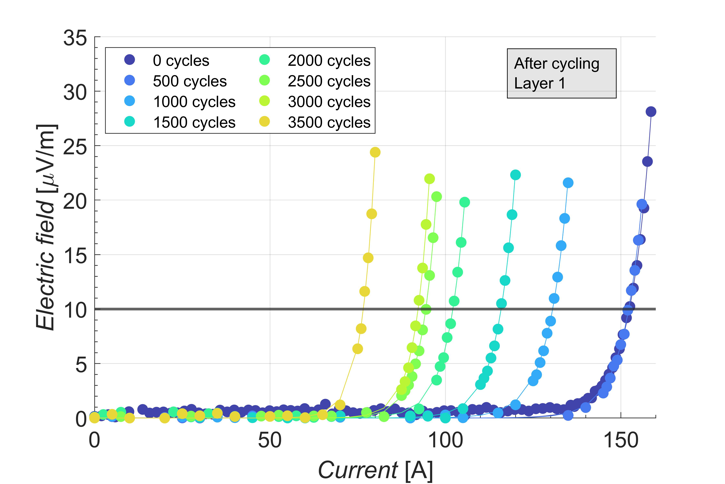 35
30
25
20
15
10
5
0
0
50
100
150
Electric field [μV/m]
Current [A]
0 cycles
500 cycles
1000 cycles
1500 cycles
2000 cycles
2500 cycles
3000 cycles
3500 cycles
After cycling
Layer 1